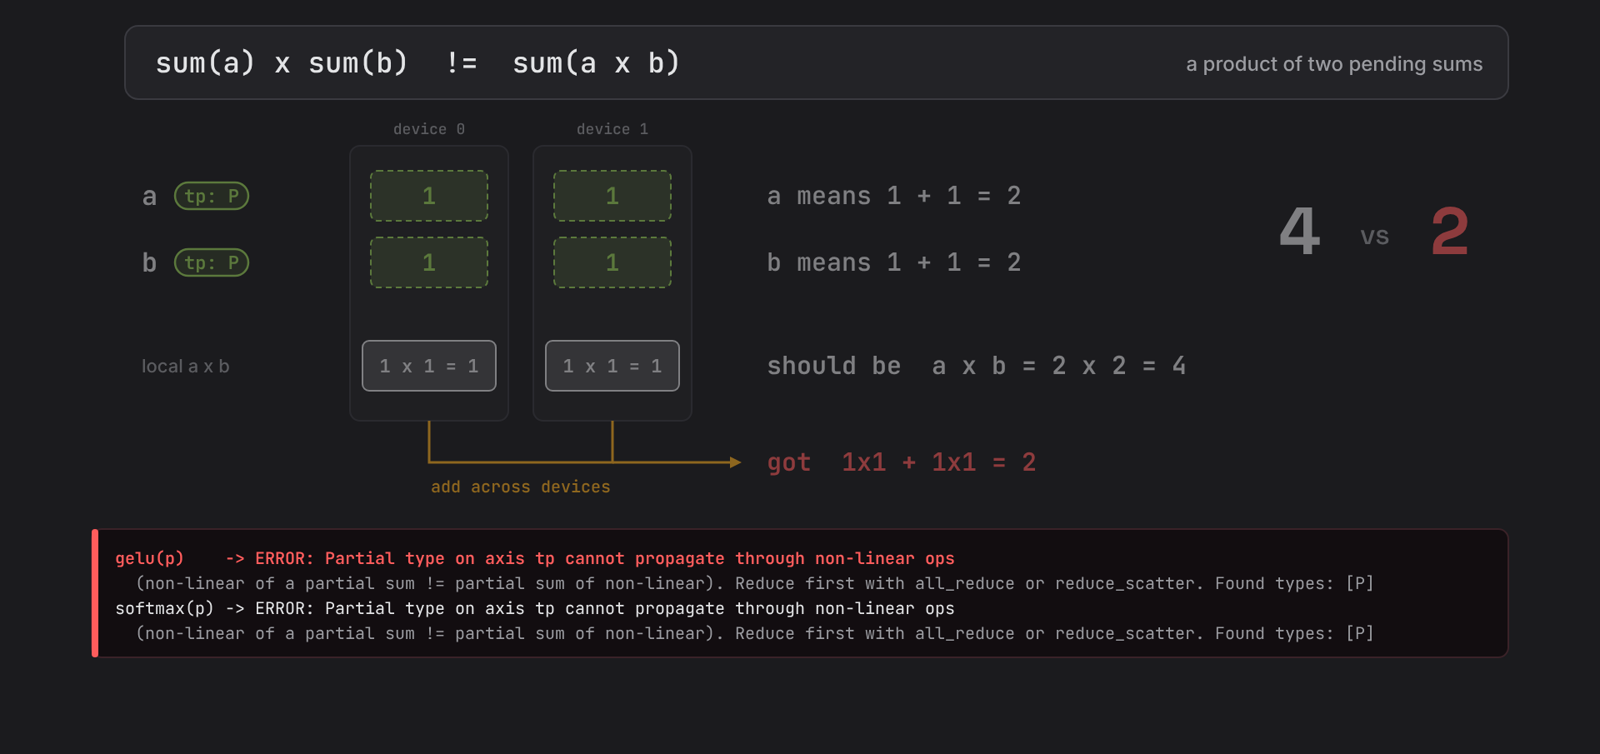 sum(a) x sum(b) != sum(a x b)
a product of two pending sums
device 0 device 1
a tp: P 1 1 a means 1 + 1 = 2
b tp: P 1 1 b means 1 + 1 = 2
4 vs 2
local a x b 1 x 1 = 1 1 x 1 = 1 should be a x b = 2 x 2 = 4
got 1x1 + 1x1 = 2
add across devices
gelu(p) -> ERROR: Partial type on axis tp cannot propagate through non-linear ops
(non-linear of a partial sum != partial sum of non-linear). Reduce first with all_reduce or reduce_scatter. Found types: [P]
softmax(p) -> ERROR: Partial type on axis tp cannot propagate through non-linear ops
(non-linear of a partial sum != partial sum of non-linear). Reduce first with all_reduce or reduce_scatter. Found types: [P]